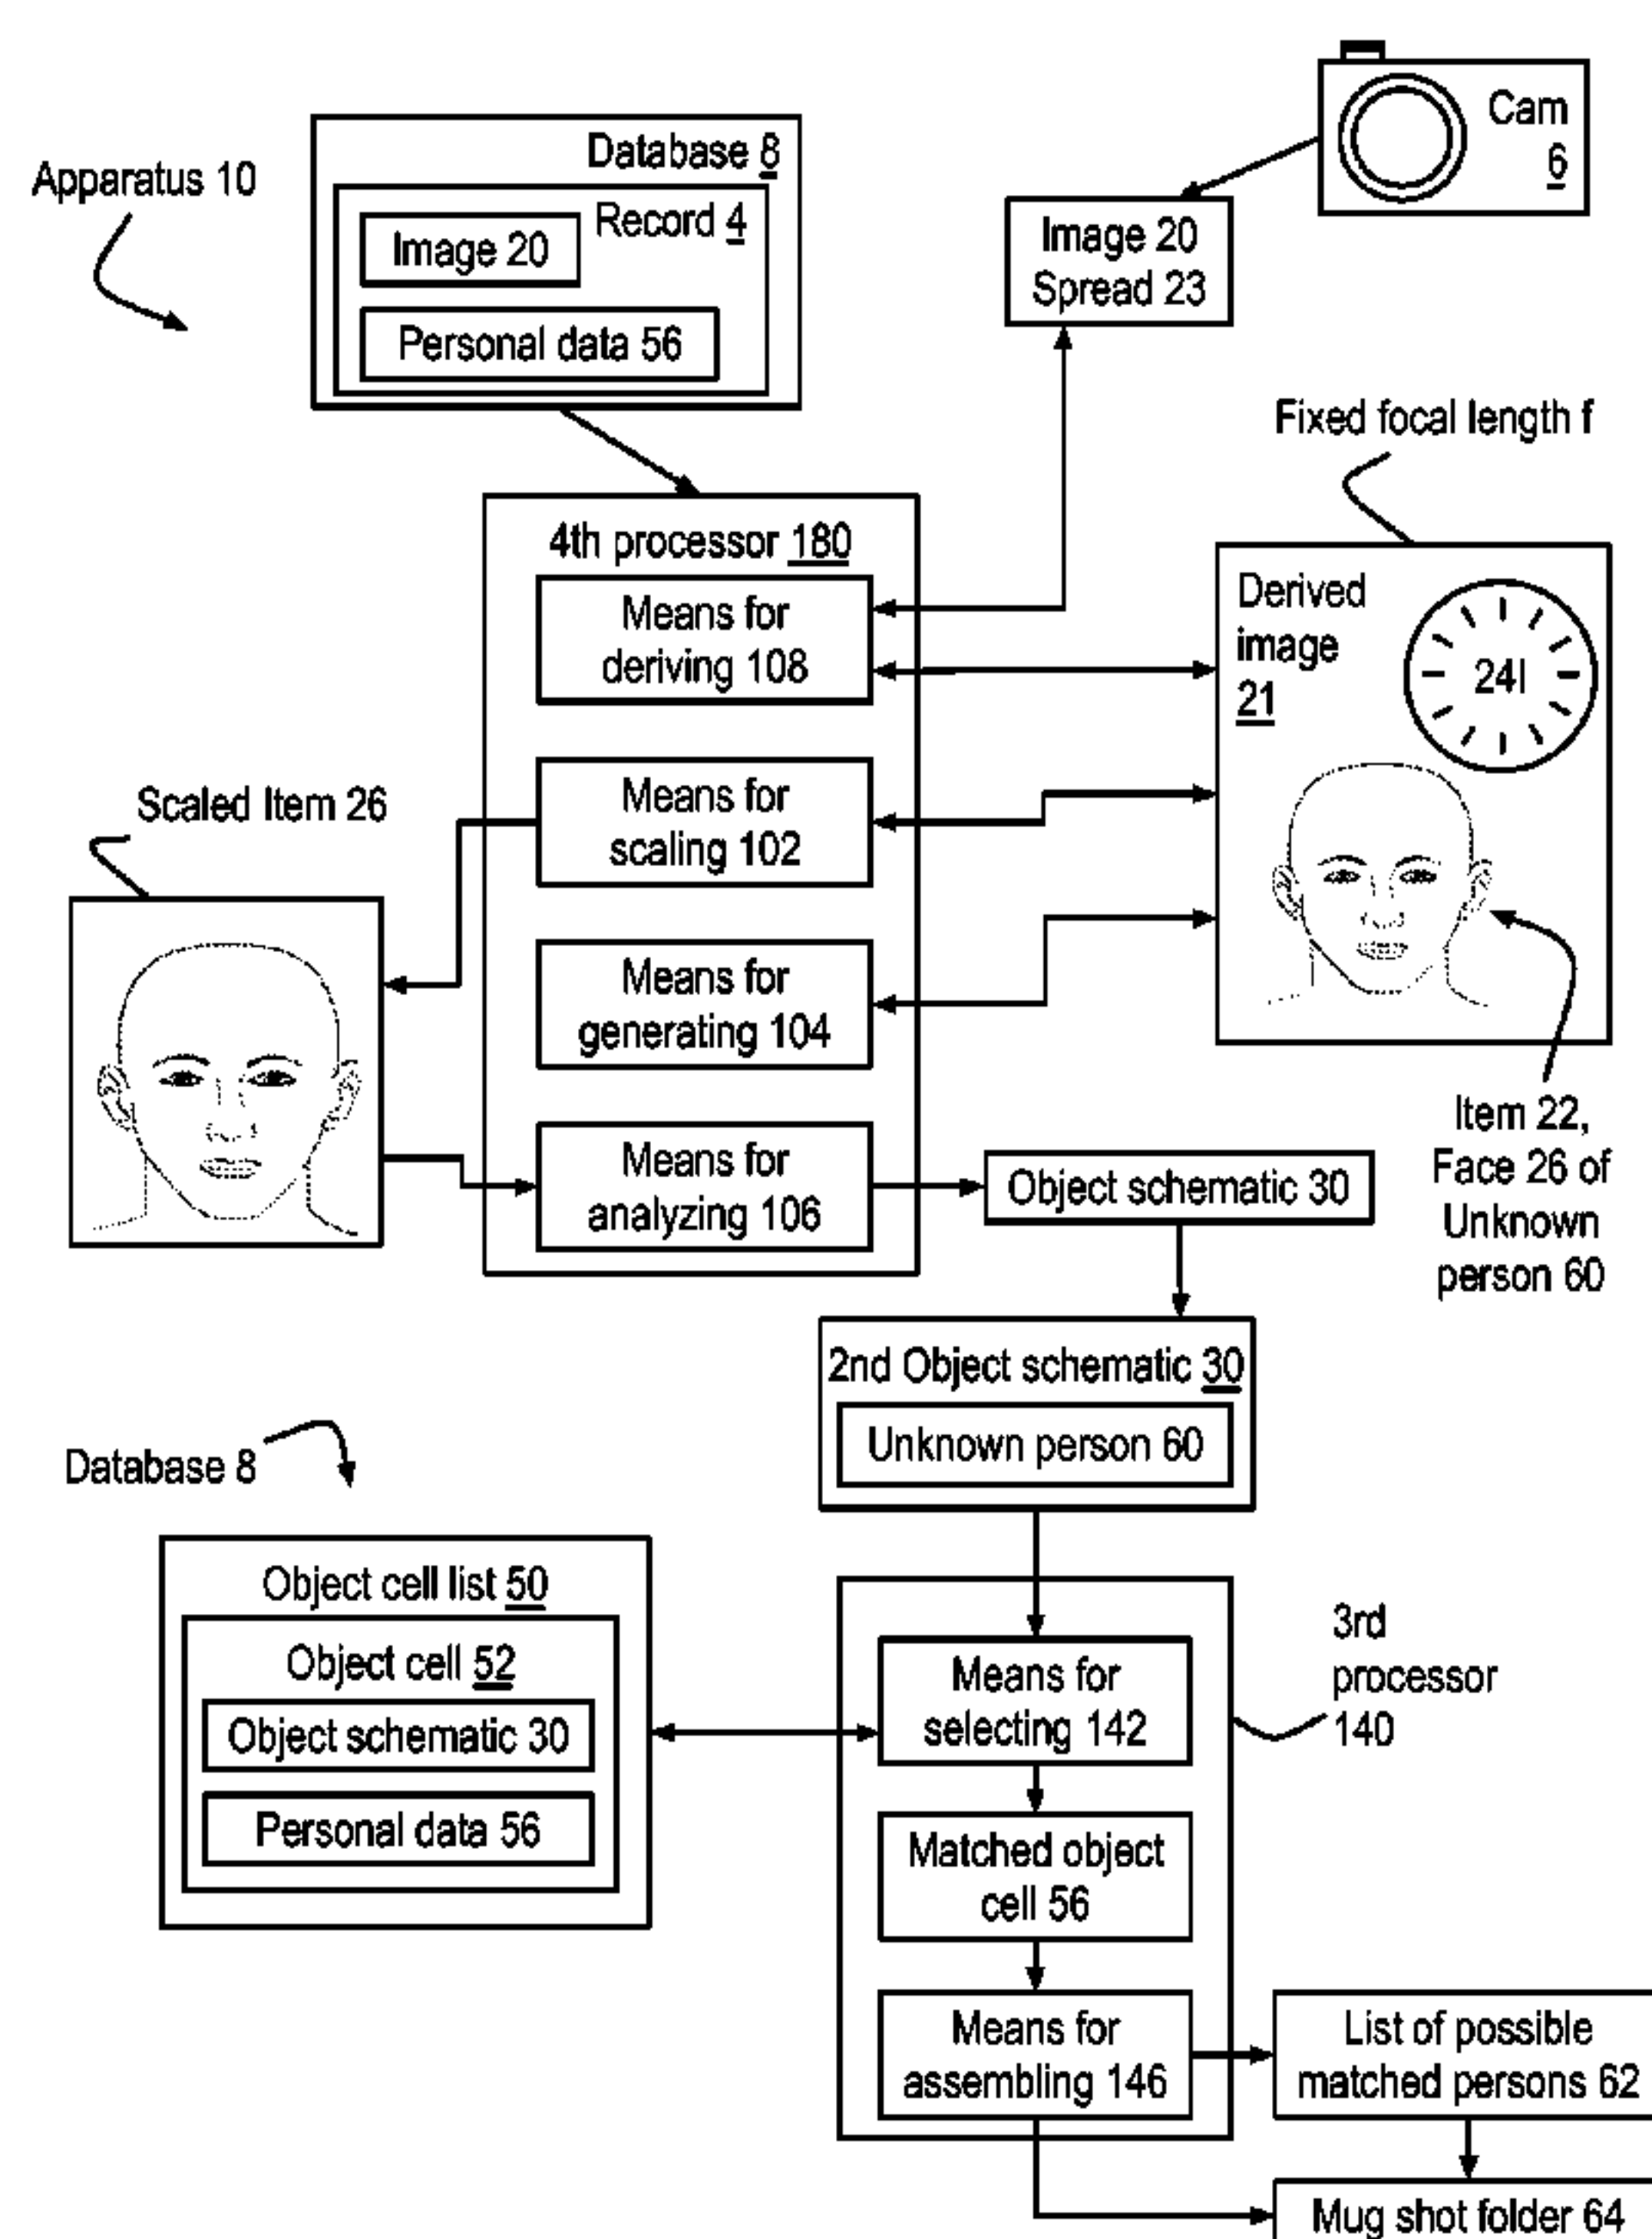 Cam
6
Database 8
Apparatus 10
Record 4
Image 20
Image 20
Spread 23
Personal data 56
Fixed focal length f
4th processor 180
Derived
image
21
24I
Means for
deriving 108
Scaled Item 26
Means for
scaling 102
Means for
generating 104
Item 22,
Face 26 of
Unknown
person 60
Means for
analyzing 106
Object schematic 30
2nd Object schematic 30
Unknown person 60
Database 8
Object cell list 50
Object cell 52
Object schematic 30
Personal data 56
3rd
processor
140
Means for
selecting 142
Matched object
cell 56
Means for
assembling 146
List of possible
matched persons 62
Mug shot folder 64